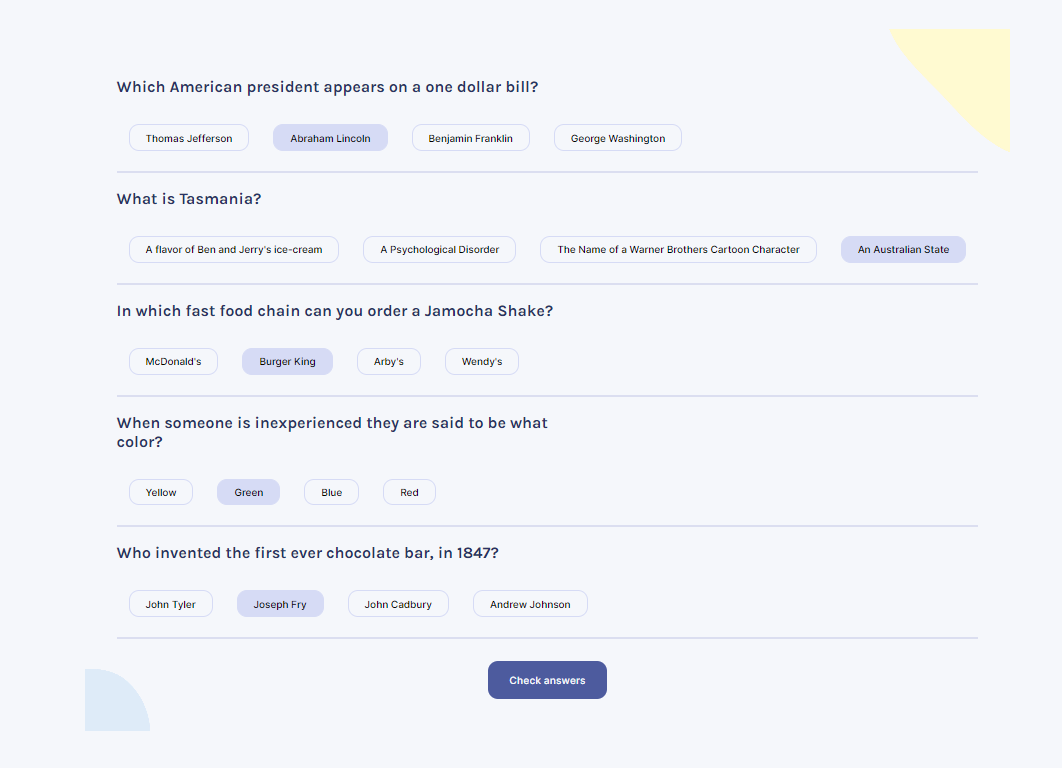 Which American president appears on a one dollar bill?
Thomas Jefferson Abraham Lincoln Benjamin Franklin George Washington
What is Tasmania?
A flavor of Ben and Jerry's ice-cream A Psychological Disorder The Name of a Warner Brothers Cartoon Character An Australian State
In which fast food chain can you order a Jamocha Shake?
McDonald's Burger King Arby's Wendy's
When someone is inexperienced they are said to be what
color?
Yellow Green Blue Red
Who invented the first ever chocolate bar, in 1847?
John Tyler Joseph Fry John Cadbury Andrew Johnson
Check answers